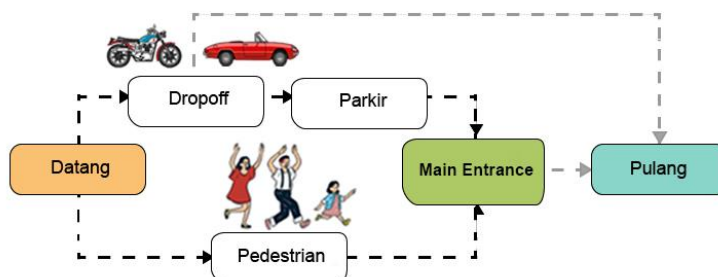 Dropoff
Parkir
Datang
Main Entrance
Pulang
Pedestrian